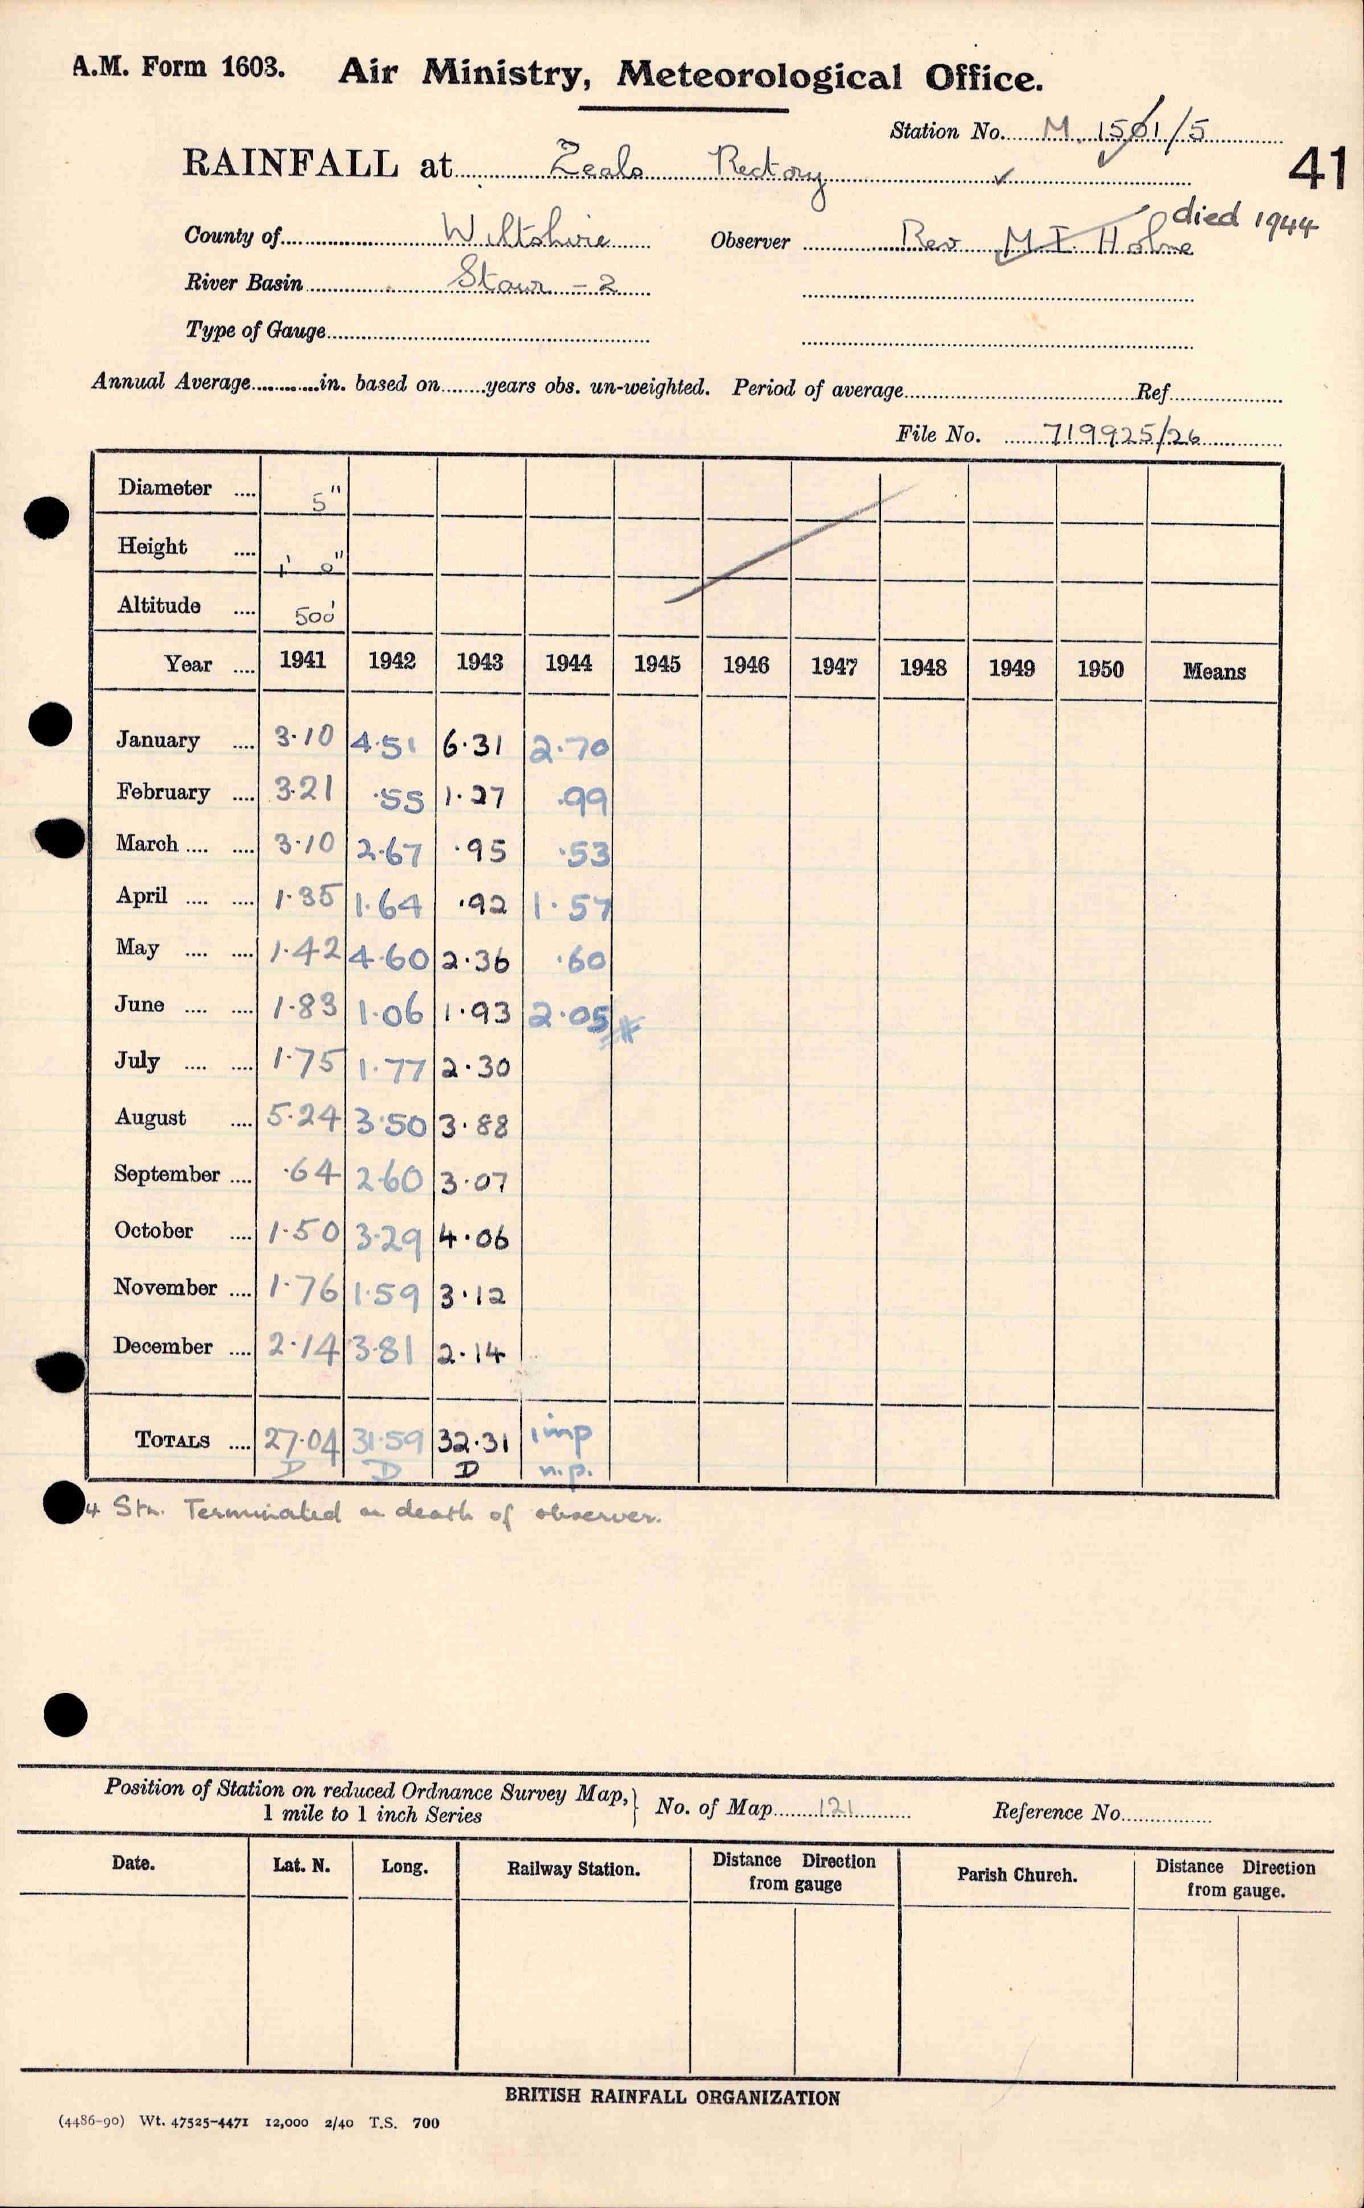 A.M. Form 1603. Air Ministry, Meteorological Office.
Station No. M. 1501/5
RAINFALL at Zeals Rectory
41
County of Wiltshire Observer Rev M I Holme died 1944
River Basin Stour - 2
Type of Gauge
Annual Average in. based on years obs. un-weighted. Period of average Ref
File No. 719925/26
Diameter 5"
Height 1' 0"
Altitude 500'
Year 1941 1942 1943 1944 1945 1946 1947 1948 1949 1950 Means
January 3.10 4.51 6.31 2.70
February 3.21 .55 1.27 .99
March 3.10 2.67 .95 .53
April 1.35 1.64 .92 1.57
May 1.42 4.60 2.36 .60
June 1.83 1.06 1.93 2.05
July 1.75 1.77 2.30
August 5.24 3.50 3.88
September .64 2.60 3.07
October 1.50 3.29 4.06
November 1.76 1.59 3.12
December 2.14 3.81 2.14
TOTALS 27.04 31.59 32.31 imp
D D D n.p.
Stn. Terminated on death of observer.
Position of Station on reduced Ordnance Survey Map,
1 mile to 1 inch Series } No. of Map 121 Reference No.
Date. Lat. N. Long. Railway Station. Distance Direction from gauge Parish Church. Distance Direction from gauge.
BRITISH RAINFALL ORGANIZATION
(4486-90) Wt. 47525-4471 12,000 2/40 T.S. 700